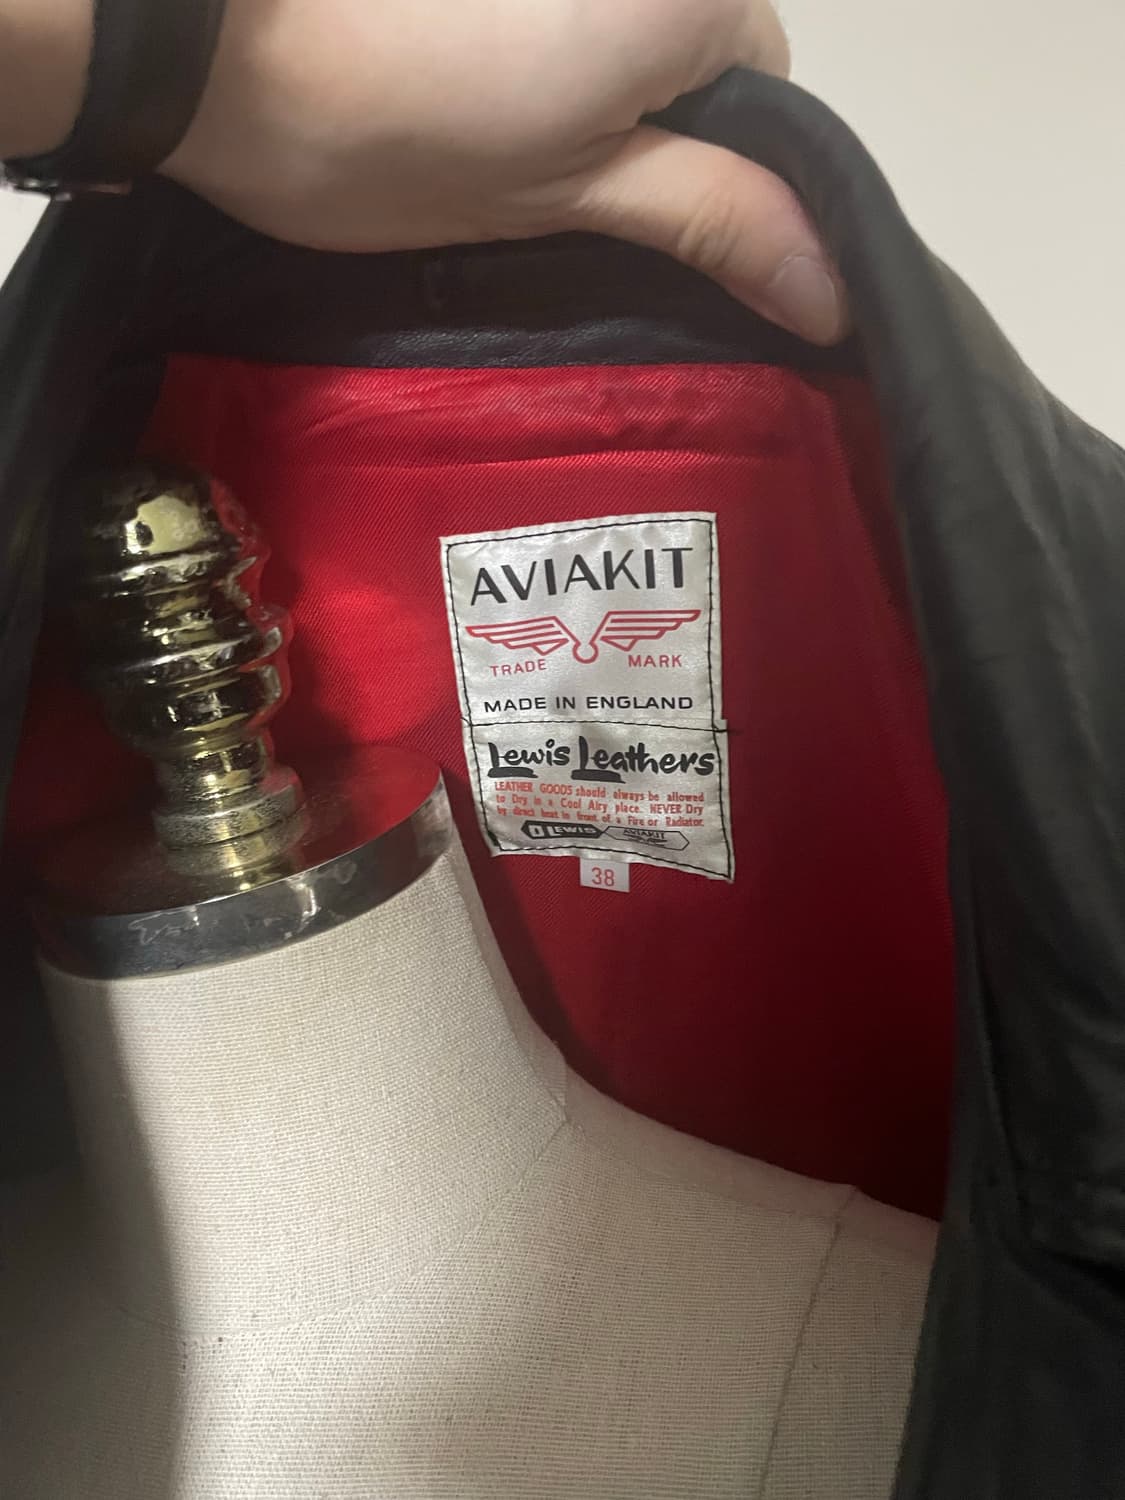 AVIAKIT
TRADE MARK
MADE IN ENGLAND
Lewis Leathers
LEATHER GOODS should always be allowed
to Dry in a Cool Airy place. NEVER Dry
by direct heat in front of a Fire or Radiator.
D LEWIS AVIAKIT
38